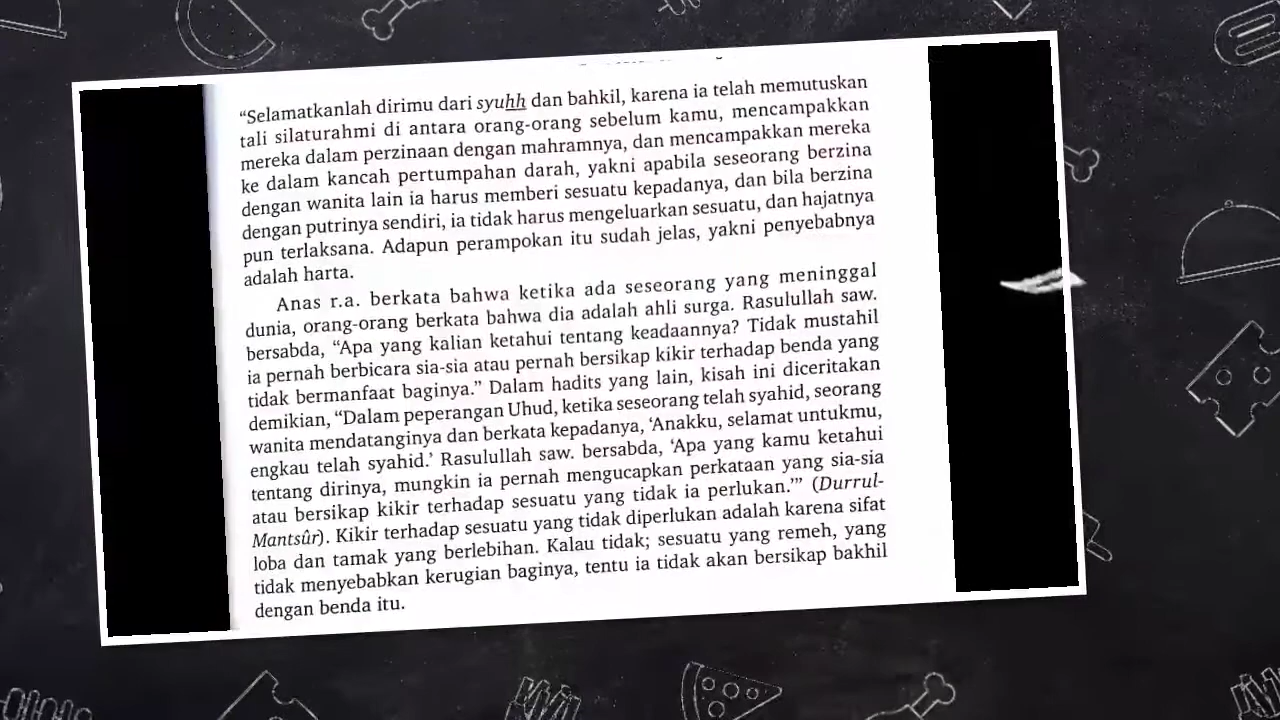 “Selamatkanlah dirimu dari syuhh dan bahkil, karena ia telah memutuskan
tali silaturahmi di antara orang-orang sebelum kamu, mencampakkan
mereka dalam perzinaan dengan mahramnya, dan mencampakkan mereka
ke dalam kancah pertumpahan darah, yakni apabila seseorang berzina
dengan wanita lain ia harus memberi sesuatu kepadanya, dan bila berzina
dengan putrinya sendiri, ia tidak harus mengeluarkan sesuatu, dan hajatnya
pun terlaksana. Adapun perampokan itu sudah jelas, yakni penyebabnya
adalah harta.
Anas r.a. berkata bahwa ketika ada seseorang yang meninggal
dunia, orang-orang berkata bahwa dia adalah ahli surga. Rasulullah saw.
bersabda, “Apa yang kalian ketahui tentang keadaannya? Tidak mustahil
ia pernah berbicara sia-sia atau pernah bersikap kikir terhadap benda yang
tidak bermanfaat baginya.” Dalam hadits yang lain, kisah ini diceritakan
demikian, “Dalam peperangan Uhud, ketika seseorang telah syahid, seorang
wanita mendatanginya dan berkata kepadanya, ‘Anakku, selamat untukmu,
engkau telah syahid.’ Rasulullah saw. bersabda, ‘Apa yang kamu ketahui
tentang dirinya, mungkin ia pernah mengucapkan perkataan yang sia-sia
atau bersikap kikir terhadap sesuatu yang tidak ia perlukan.’” (Durrul-
Mantsûr). Kikir terhadap sesuatu yang tidak diperlukan adalah karena sifat
loba dan tamak yang berlebihan. Kalau tidak; sesuatu yang remeh, yang
tidak menyebabkan kerugian baginya, tentu ia tidak akan bersikap bakhil
dengan benda itu.